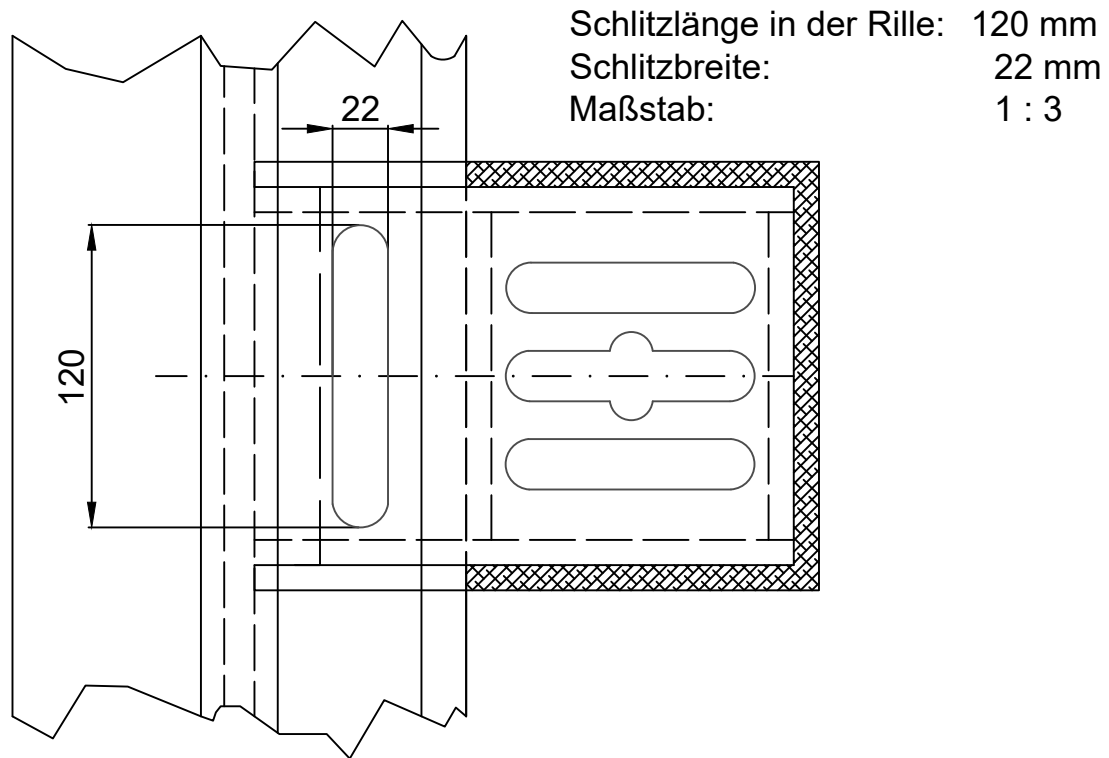 Schlitzlänge in der Rille: 120 mm
Schlitzbreite: 22 mm
Maßstab: 1 : 3
22
120